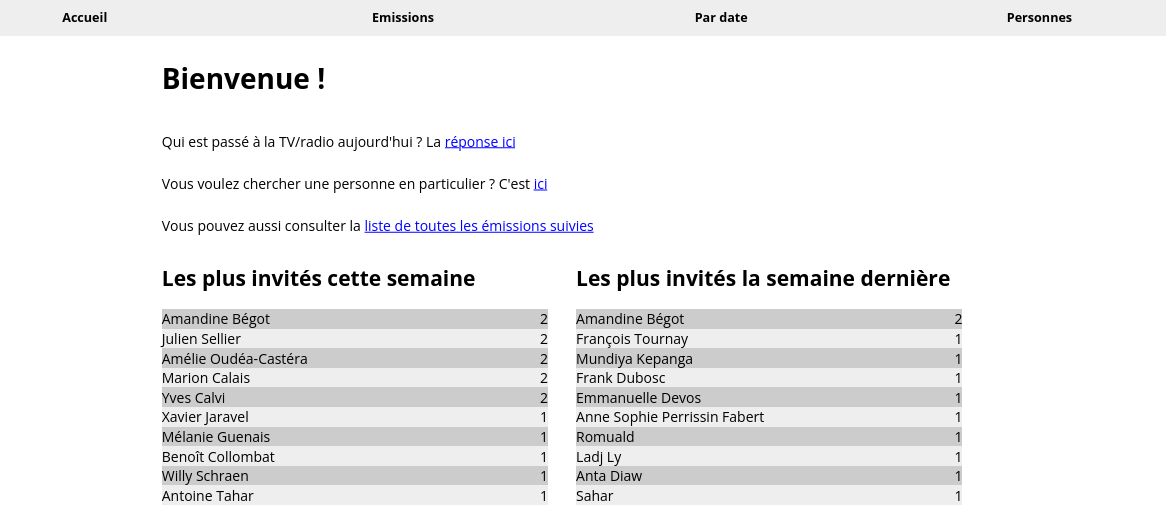 Accueil Emissions Par date Personnes
Bienvenue !
Qui est passé à la TV/radio aujourd'hui ? La réponse ici
Vous voulez chercher une personne en particulier ? C'est ici
Vous pouvez aussi consulter la liste de toutes les émissions suivies
Les plus invités cette semaine
Amandine Bégot 2
Julien Sellier 2
Amélie Oudéa-Castéra 2
Marion Calais 2
Yves Calvi 2
Xavier Jaravel 1
Mélanie Guenais 1
Benoît Collombat 1
Willy Schraen 1
Antoine Tahar 1
Les plus invités la semaine dernière
Amandine Bégot 2
François Tournay 1
Mundiya Kepanga 1
Frank Dubosc 1
Emmanuelle Devos 1
Anne Sophie Perrissin Fabert 1
Romuald 1
Ladj Ly 1
Anta Diaw 1
Sahar 1